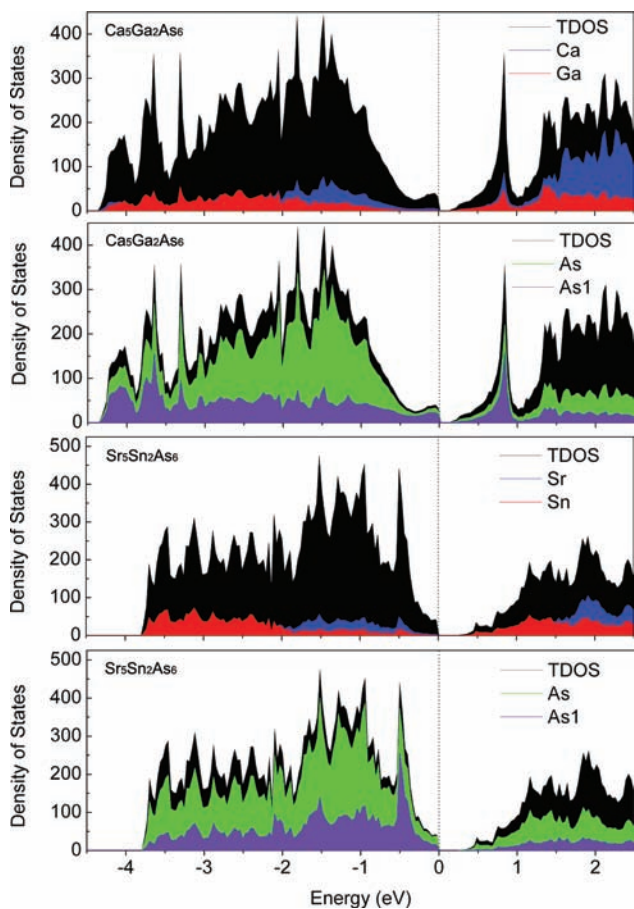 Ca5Ga2As6
TDOS
Ca
Ga
Density of States
400
300
200
100
0
Ca5Ga2As6
TDOS
As
As1
Density of States
400
300
200
100
0
Sr5Sn2As6
TDOS
Sr
Sn
Density of States
500
400
300
200
100
0
Sr5Sn2As6
TDOS
As
As1
Density of States
500
400
300
200
100
0
-4 -3 -2 -1 0 1 2
Energy (eV)